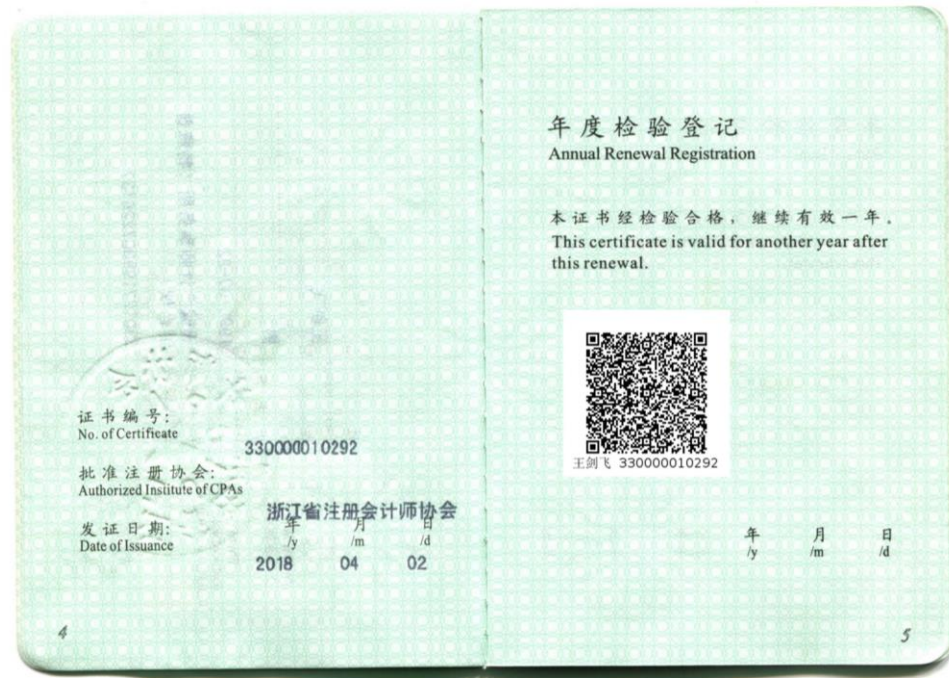 证书编号:
No. of Certificate
330000010292
批准注册协会:
Authorized Institute of CPAs
浙江省注册会计师协会
发证日期:
Date of Issuance
年 月 日
/y /m /d
2018 04 02
4
年度检验登记
Annual Renewal Registration
本证书经检验合格，继续有效一年。
This certificate is valid for another year after
this renewal.
王剑飞 330000010292
年 月 日
/y /m /d
5